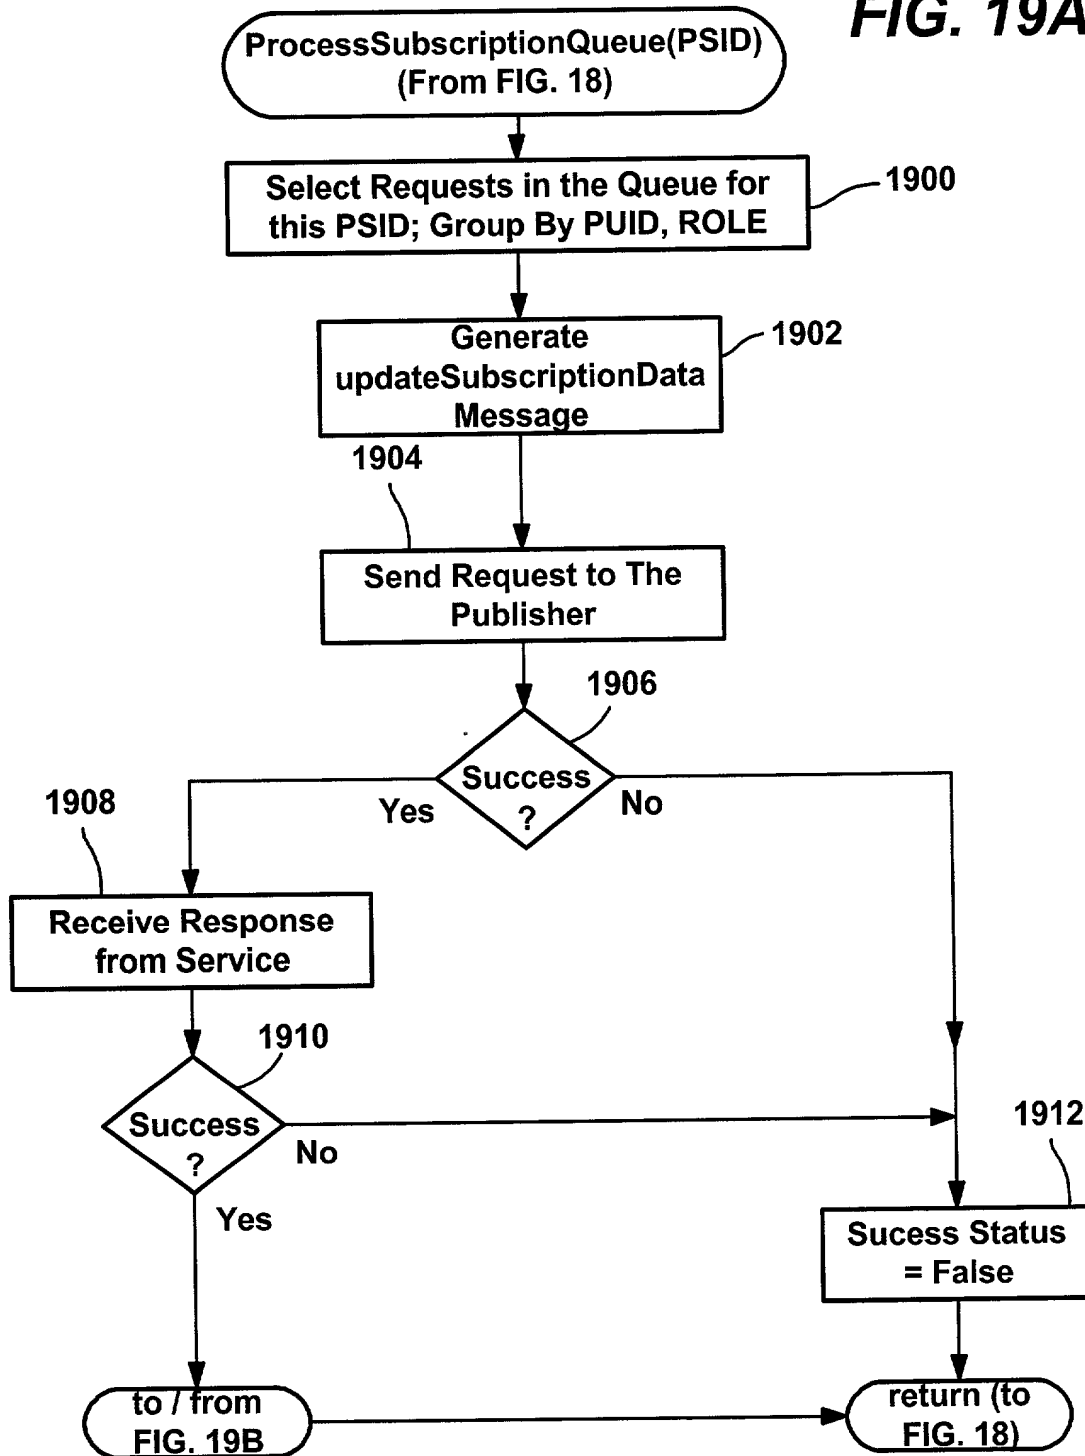 FIG. 19A
ProcessSubscriptionQueue(PSID)
(From FIG. 18)
Select Requests in the Queue for
this PSID; Group By PUID, ROLE
1900
Generate
updateSubscriptionData
Message
1902
1904
Send Request to The
Publisher
1906
Success
?
Yes
No
1908
Receive Response
from Service
1910
Success
?
No
Yes
1912
Sucess Status
= False
to / from
FIG. 19B
return (to
FIG. 18)